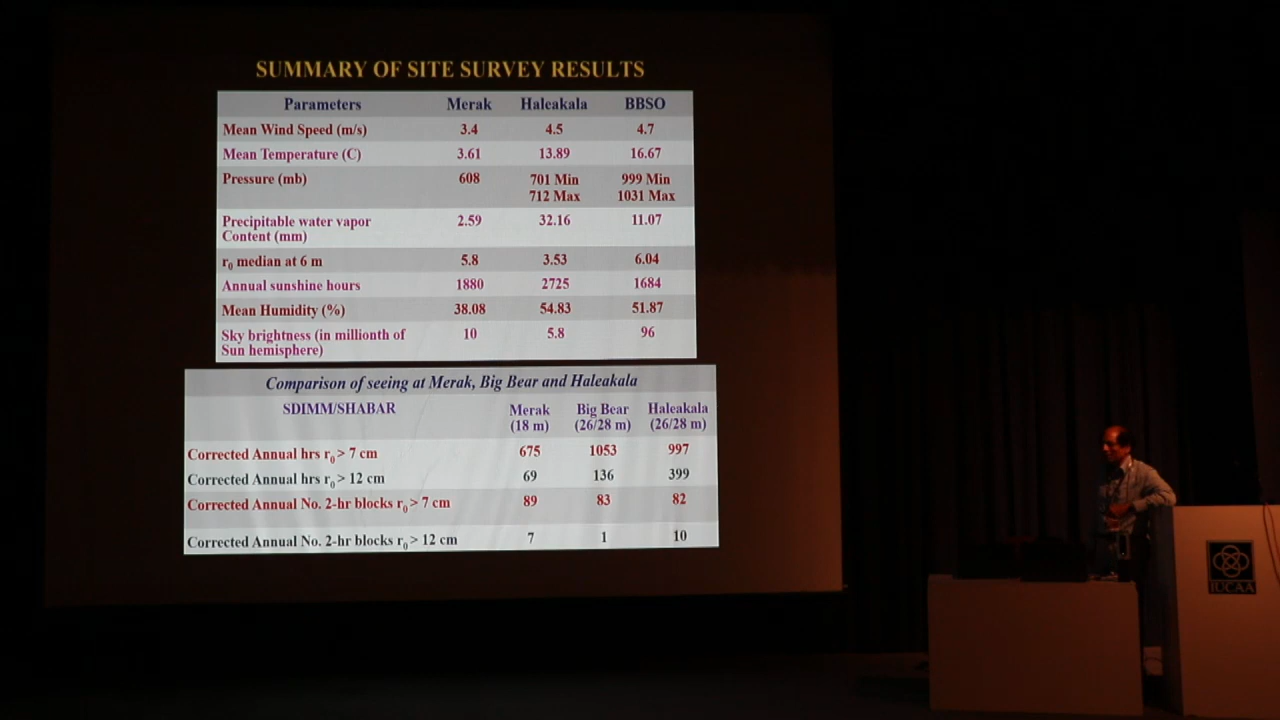 SUMMARY OF SITE SURVEY RESULTS
Parameters Merak Haleakala BBSO
Mean Wind Speed (m/s) 3.4 4.5 4.7
Mean Temperature (C) 3.61 13.89 16.67
Pressure (mb) 608 701 Min 999 Min
712 Max 1031 Max
Precipitable water vapor 2.59 32.16 11.07
Content (mm)
r0 median at 6 m 5.8 3.53 6.04
Annual sunshine hours 1880 2725 1684
Mean Humidity (%) 38.08 54.83 51.87
Sky brightness (in millionth of 10 5.8 96
Sun hemisphere)
Comparison of seeing at Merak, Big Bear and Haleakala
SDIMM/SHABAR Merak Big Bear Haleakala
(18 m) (26/28 m) (26/28 m)
Corrected Annual hrs r0 > 7 cm 675 1053 997
Corrected Annual hrs r0 > 12 cm 69 136 399
Corrected Annual No. 2-hr blocks r0 > 7 cm 89 83 82
Corrected Annual No. 2-hr blocks r0 > 12 cm 7 1 10
IUCAA